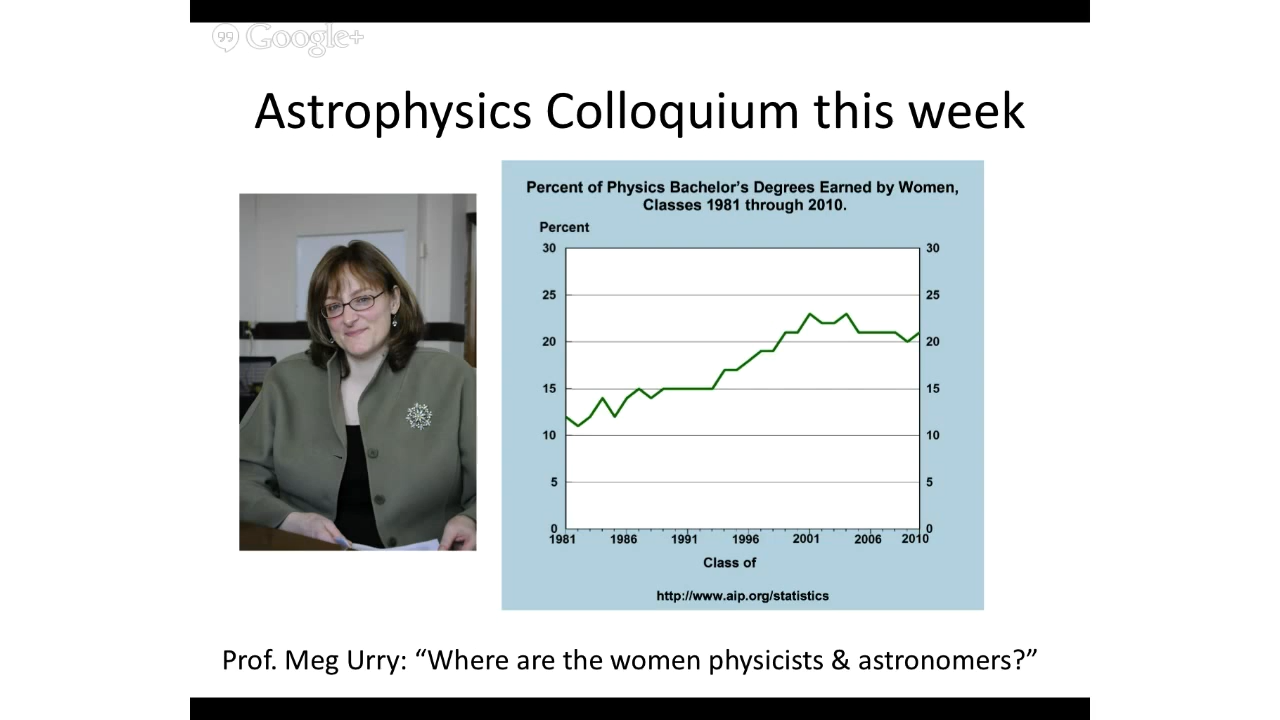 99 Google+
Astrophysics Colloquium this week
Percent of Physics Bachelor's Degrees Earned by Women,
Classes 1981 through 2010.
Percent
30 30
25 25
20 20
15 15
10 10
5 5
0 0
1981 1986 1991 1996 2001 2006 2010
Class of
http://www.aip.org/statistics
Prof. Meg Urry: “Where are the women physicists & astronomers?”